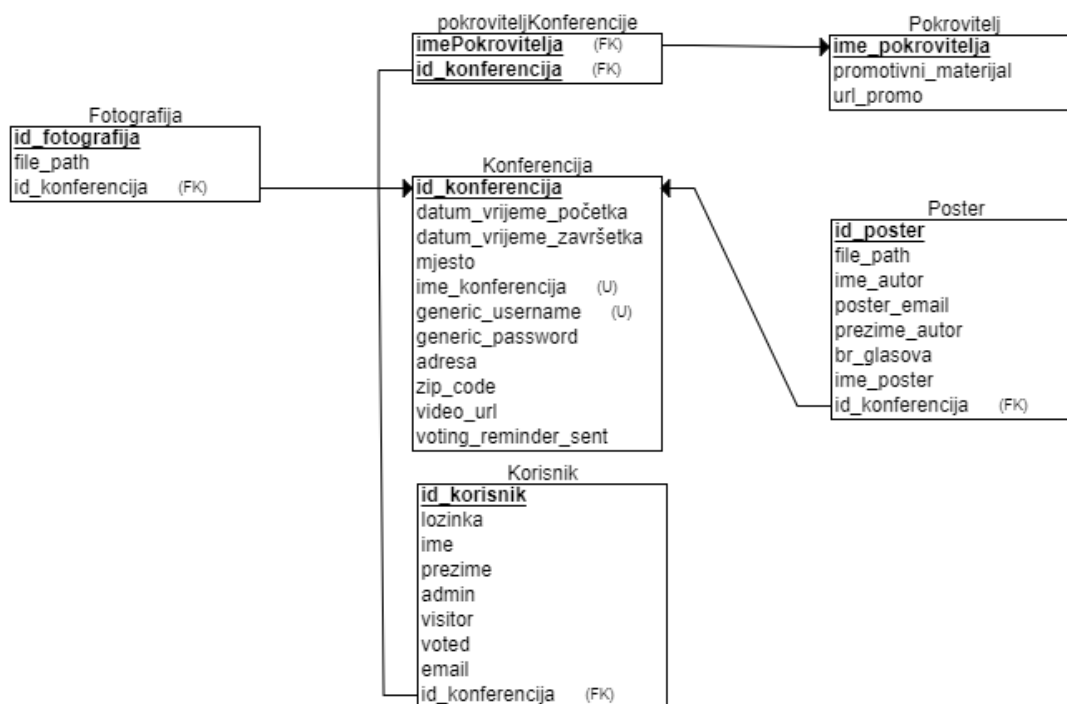 pokroviteljKonferencije
imePokrovitelja (FK)
id_konferencija (FK)
Pokrovitelj
ime_pokrovitelja
promotivni_materijal
url_promo
Fotografija
id_fotografija
file_path
id_konferencija (FK)
Konferencija
id_konferencija
datum_vrijeme_početka
datum_vrijeme_završetka
mjesto
ime_konferencija (U)
generic_username (U)
generic_password
adresa
zip_code
video_url
voting_reminder_sent
Poster
id_poster
file_path
ime_autor
poster_email
prezime_autor
br_glasova
ime_poster
id_konferencija (FK)
Korisnik
id_korisnik
lozinka
ime
prezime
admin
visitor
voted
email
id_konferencija (FK)